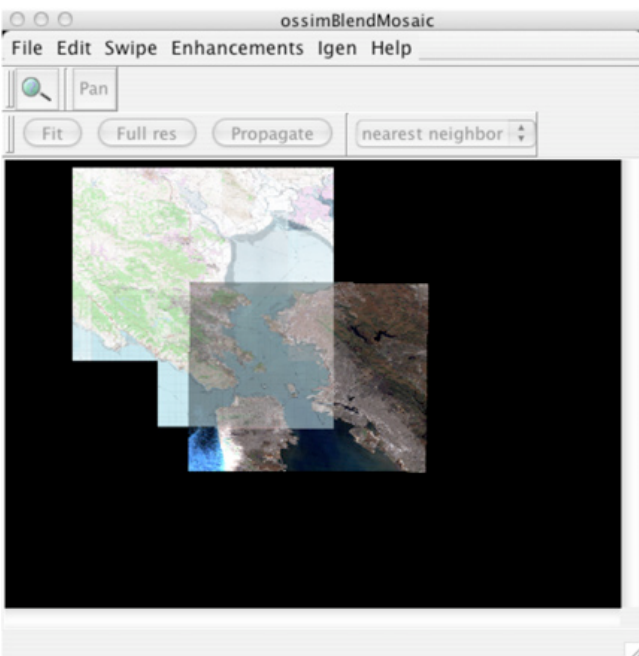 ossimBlendMosaic
File Edit Swipe Enhancements Igen Help
Pan
Fit Full res Propagate nearest neighbor